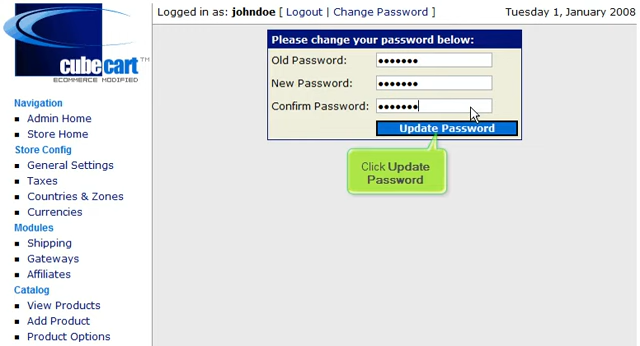 Logged in as: johndoe [ Logout | Change Password ] Tuesday 1, January 2008
cubecart™
ECOMMERCE MODIFIED
Please change your password below:
Old Password: •••••••
New Password: •••••••
Confirm Password: •••••••
Update Password
Click Update
Password
Navigation
Admin Home
Store Home
Store Config
General Settings
Taxes
Countries & Zones
Currencies
Modules
Shipping
Gateways
Affiliates
Catalog
View Products
Add Product
Product Options